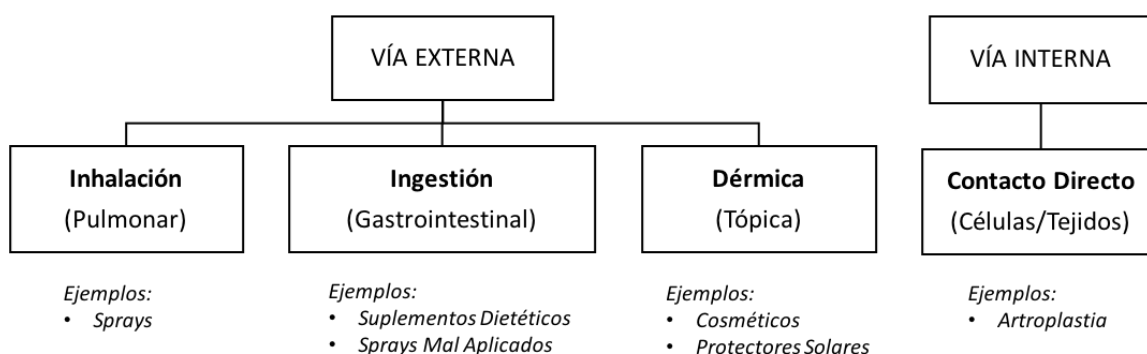 VÍA EXTERNA
VÍA INTERNA
Inhalación
(Pulmonar)
Ingestión
(Gastrointestinal)
Dérmica
(Tópica)
Contacto Directo
(Células/Tejidos)
Ejemplos:
• Sprays
Ejemplos:
• Suplementos Dietéticos
• Sprays Mal Aplicados
Ejemplos:
• Cosméticos
• Protectores Solares
Ejemplos:
• Artroplastia